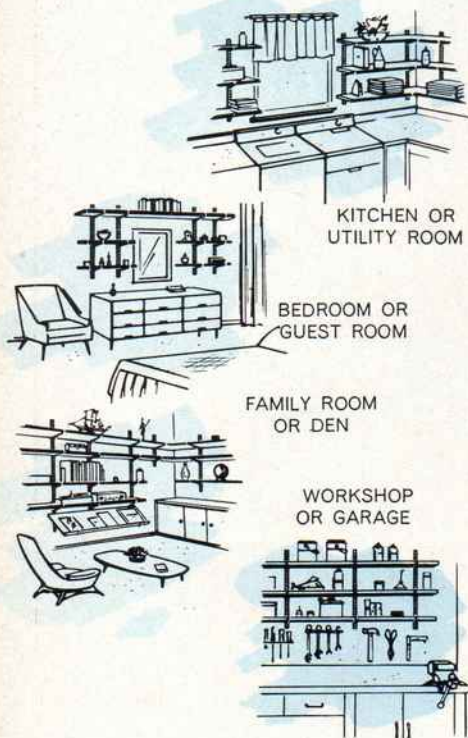 KITCHEN OR
UTILITY ROOM
BEDROOM OR
GUEST ROOM
FAMILY ROOM
OR DEN
WORKSHOP
OR GARAGE